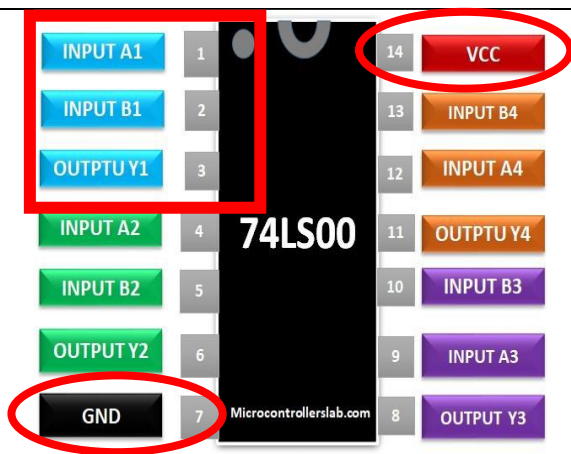 INPUT A1
1
14
VCC
INPUT B1
2
13
INPUT B4
OUTPTU Y1
3
12
INPUT A4
INPUT A2
4
74LS00
11
OUTPTU Y4
INPUT B2
5
10
INPUT B3
OUTPUT Y2
6
9
INPUT A3
GND
7
Microcontrollerslab.com
8
OUTPUT Y3